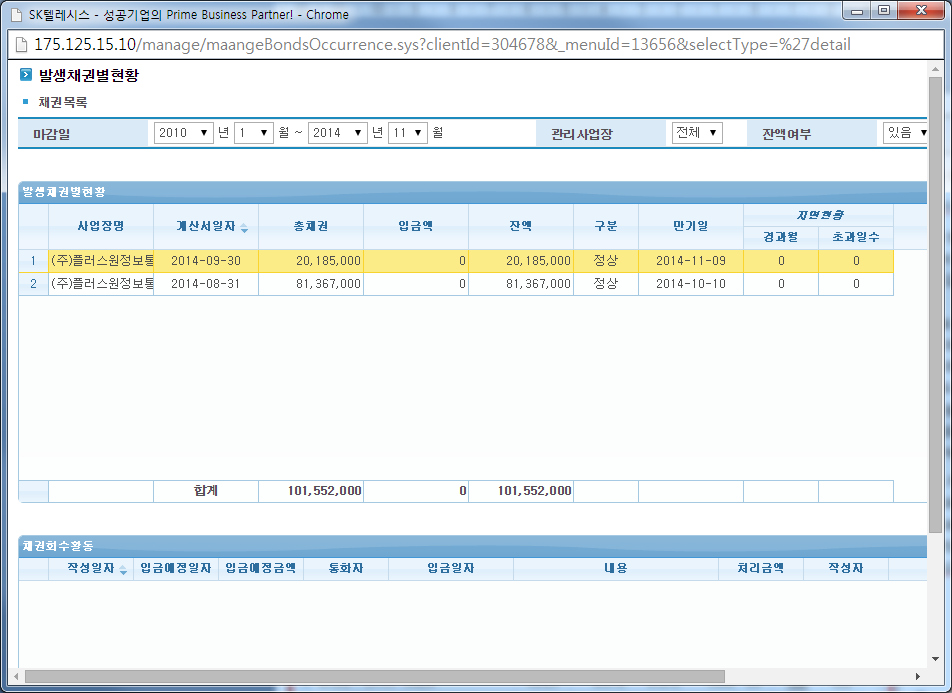 SK텔레시스 - 성공기업의 Prime Business Partner! - Chrome
175.125.15.10/manage/maangeBondsOccurrence.sys?clientId=304678&_menuId=13656&selectType=%27detail
발생채권별현황
채권목록
마감일 2010 년 1 월 ~ 2014 년 11 월 관리사업장 전체 잔액여부 있음
발생채권별현황
사업장명 계산서일자 총채권 입금액 잔액 구분 만기일 지연현황
경과월 초과일수
1 (주)플러스원정보통 2014-09-30 20,185,000 0 20,185,000 정상 2014-11-09 0 0
2 (주)플러스원정보통 2014-08-31 81,367,000 0 81,367,000 정상 2014-10-10 0 0
합계 101,552,000 0 101,552,000
채권회수활동
작성일자 입금예정일자 입금예정금액 통화자 입금일자 내용 처리금액 작성자